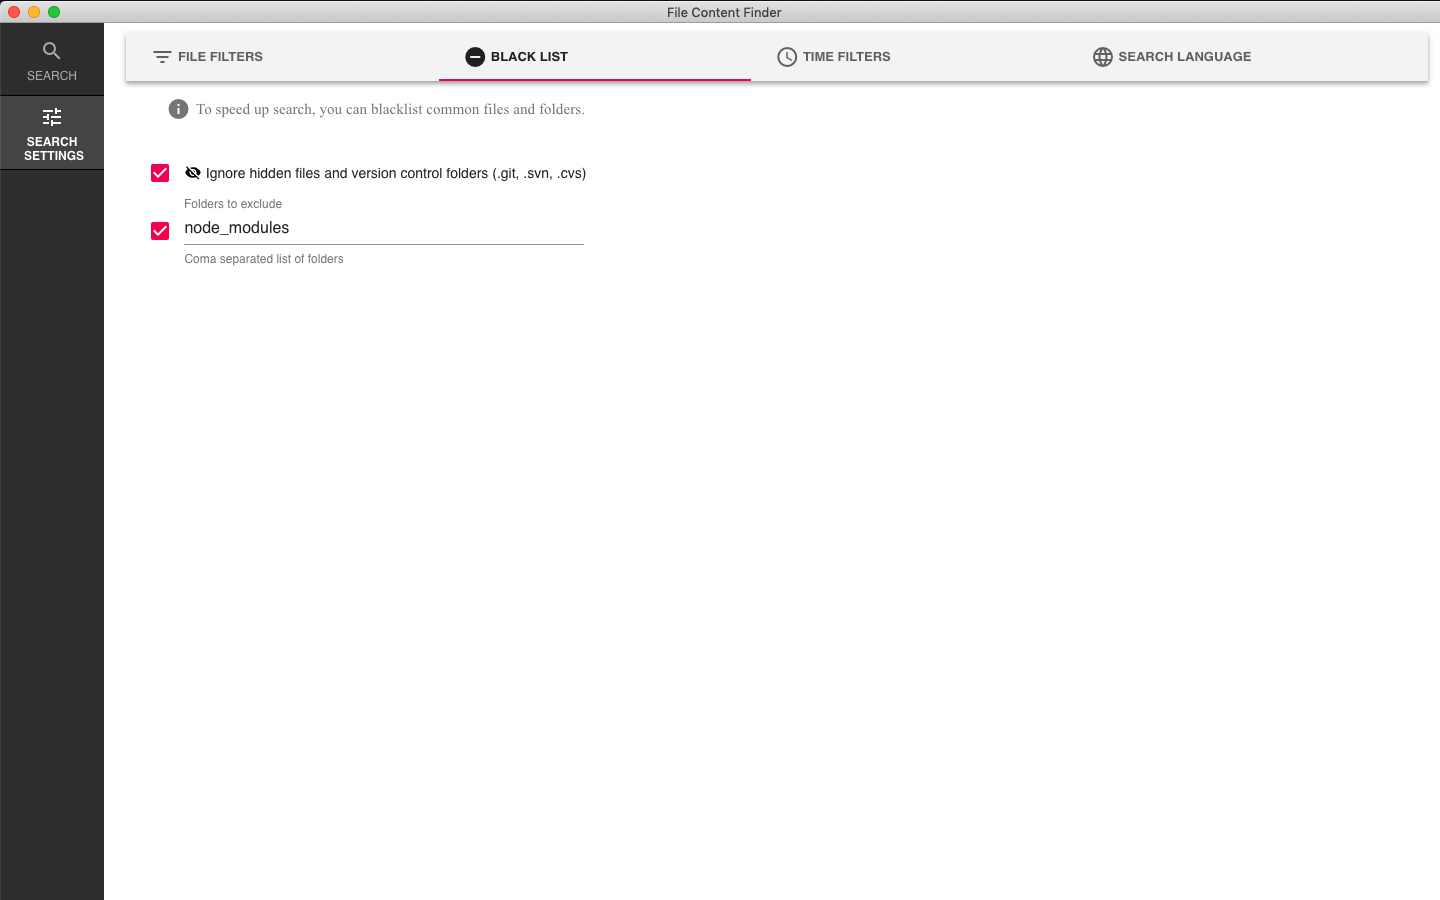 File Content Finder
SEARCH
SEARCH
SETTINGS
FILE FILTERS
BLACK LIST
TIME FILTERS
SEARCH LANGUAGE
To speed up search, you can blacklist common files and folders.
Ignore hidden files and version control folders (.git, .svn, .cvs)
Folders to exclude
node_modules
Coma separated list of folders